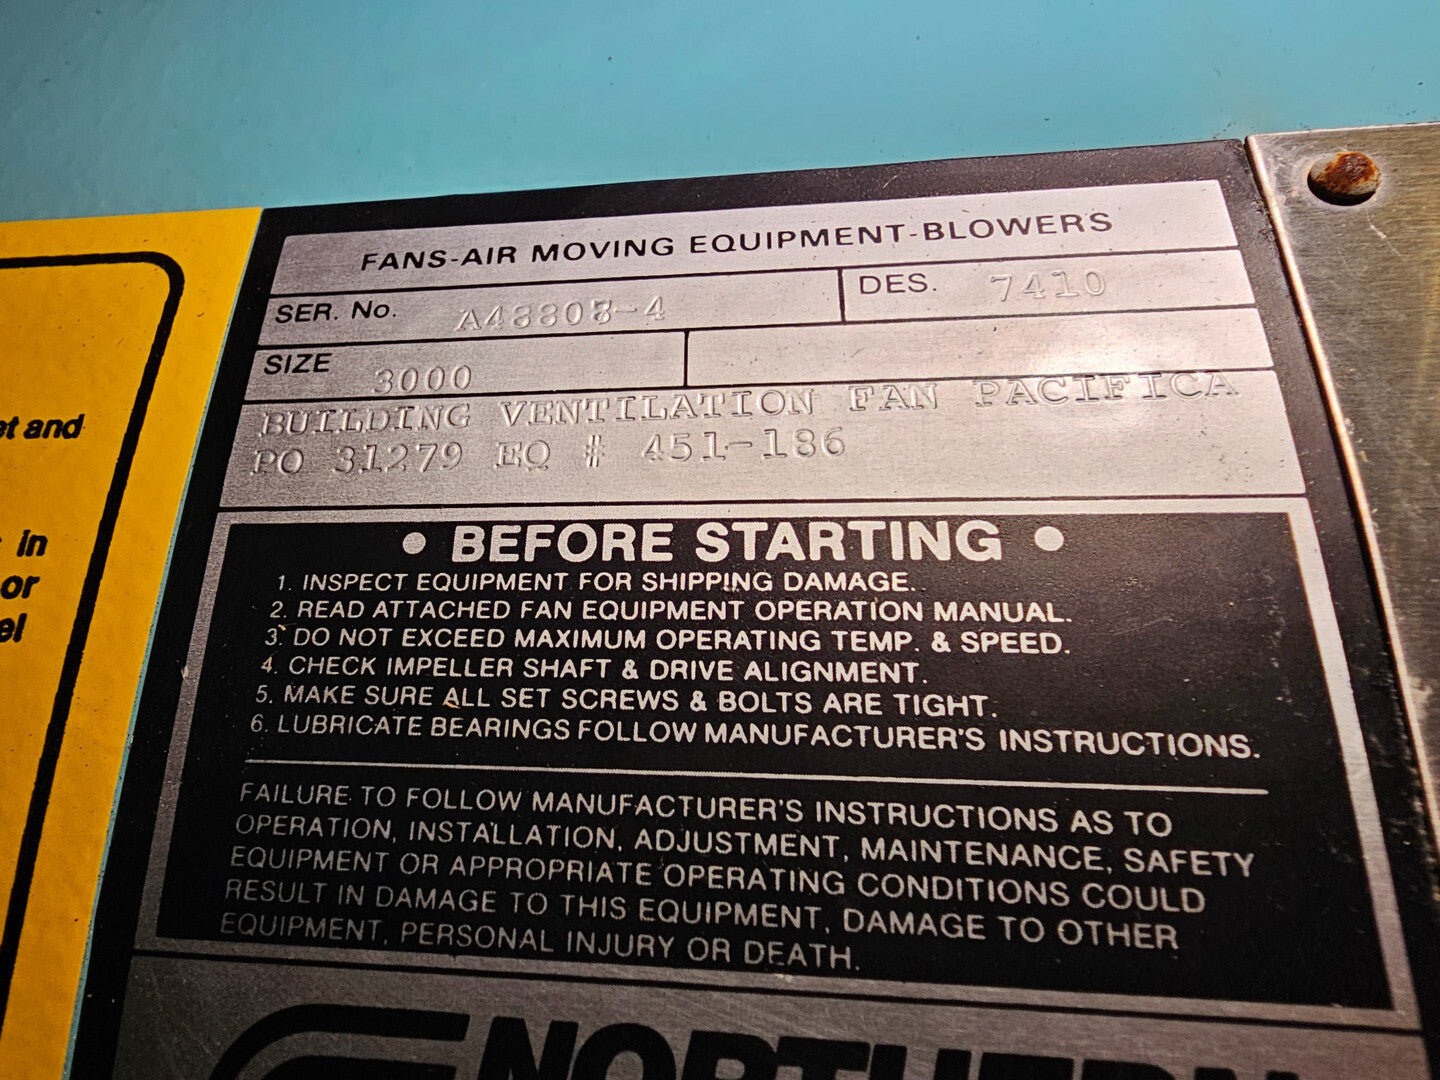 FANS-AIR MOVING EQUIPMENT-BLOWERS
SER. No. DES. 7410
SIZE 3000
BUILDING VENTILATION FAN PACIFICA
PO 31279 EQ # 451-186
et and
in
or
el
• BEFORE STARTING •
1. INSPECT EQUIPMENT FOR SHIPPING DAMAGE.
2. READ ATTACHED FAN EQUIPMENT OPERATION MANUAL.
3. DO NOT EXCEED MAXIMUM OPERATING TEMP. & SPEED.
4. CHECK IMPELLER SHAFT & DRIVE ALIGNMENT.
5. MAKE SURE ALL SET SCREWS & BOLTS ARE TIGHT.
6. LUBRICATE BEARINGS FOLLOW MANUFACTURER'S INSTRUCTIONS.
FAILURE TO FOLLOW MANUFACTURER'S INSTRUCTIONS AS TO
OPERATION, INSTALLATION, ADJUSTMENT, MAINTENANCE, SAFETY
EQUIPMENT OR APPROPRIATE OPERATING CONDITIONS COULD
RESULT IN DAMAGE TO THIS EQUIPMENT, DAMAGE TO OTHER
EQUIPMENT, PERSONAL INJURY OR DEATH.
NORTHERN